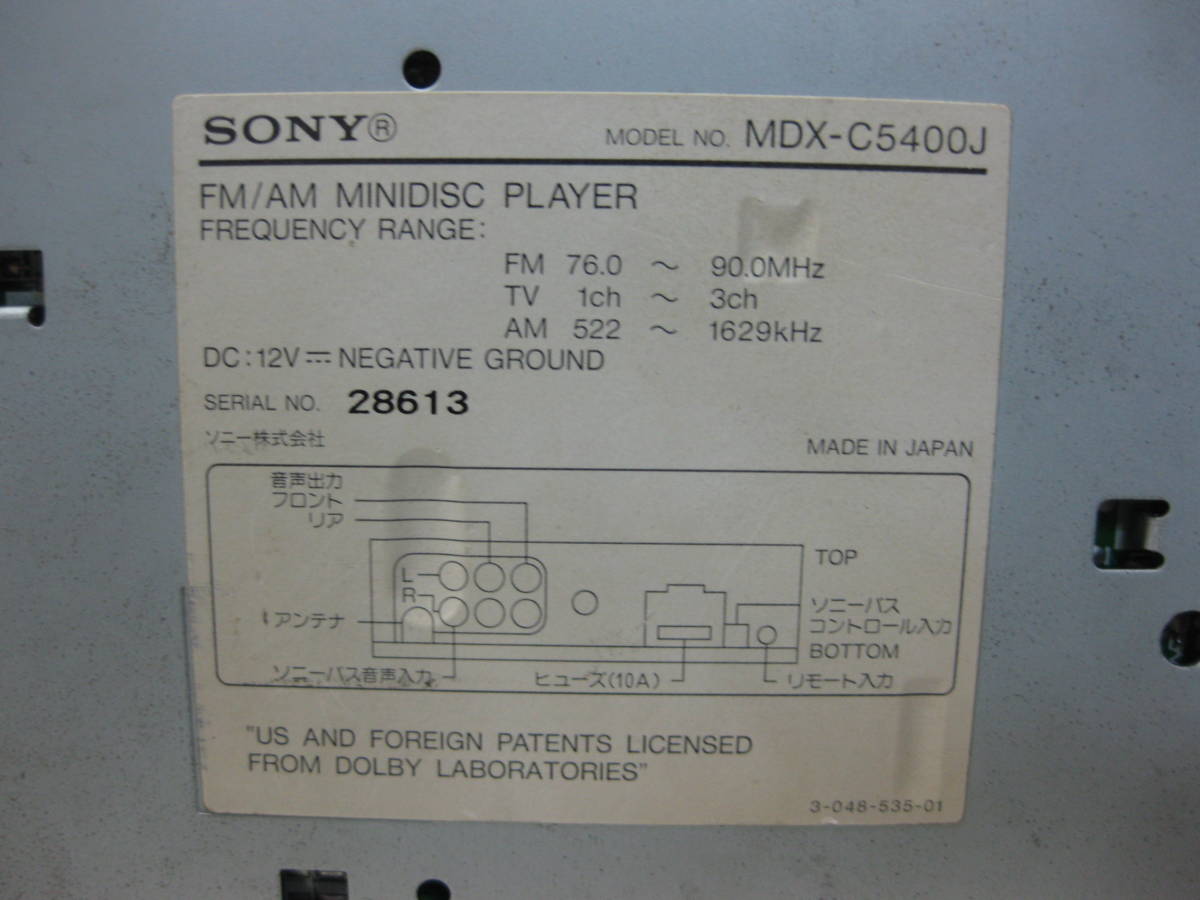 SONY® MODEL NO. MDX-C5400J
FM/AM MINIDISC PLAYER
FREQUENCY RANGE:
FM 76.0 ～ 90.0MHz
TV 1ch ～ 3ch
AM 522 ～ 1629kHz
DC:12V ⎓ NEGATIVE GROUND
SERIAL NO. 28613
ソニー株式会社
MADE IN JAPAN
音声出力
フロント
リア
TOP
L
R
ソニーバス
コントロール入力
アンテナ
BOTTOM
ソニーバス音声入力
ヒューズ(10A)
リモート入力
"US AND FOREIGN PATENTS LICENSED
FROM DOLBY LABORATORIES"
3-048-535-01